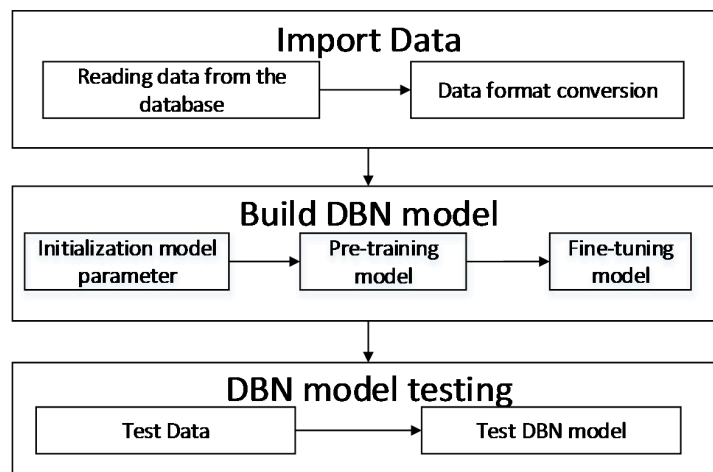 Import Data
Reading data from the
database
Data format conversion
Build DBN model
Initialization model
parameter
Pre-training
model
Fine-tuning
model
DBN model testing
Test Data
Test DBN model